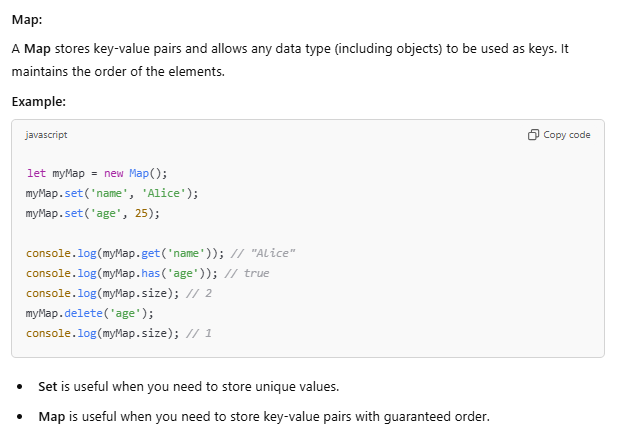 Map:
A Map stores key-value pairs and allows any data type (including objects) to be used as keys. It
maintains the order of the elements.
Example:
javascript
Copy code
let myMap = new Map();
myMap.set('name', 'Alice');
myMap.set('age', 25);
console.log(myMap.get('name')); // "Alice"
console.log(myMap.has('age')); // true
console.log(myMap.size); // 2
myMap.delete('age');
console.log(myMap.size); // 1
• Set is useful when you need to store unique values.
• Map is useful when you need to store key-value pairs with guaranteed order.